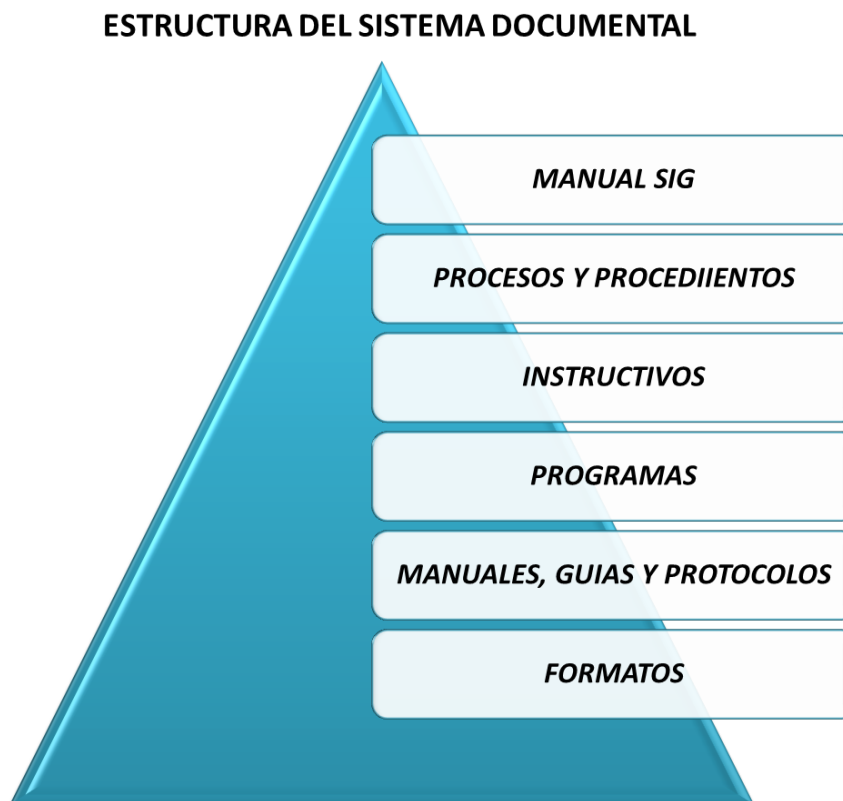 ESTRUCTURA DEL SISTEMA DOCUMENTAL
MANUAL SIG
PROCESOS Y PROCEDIIENTOS
INSTRUCTIVOS
PROGRAMAS
MANUALES, GUIAS Y PROTOCOLOS
FORMATOS